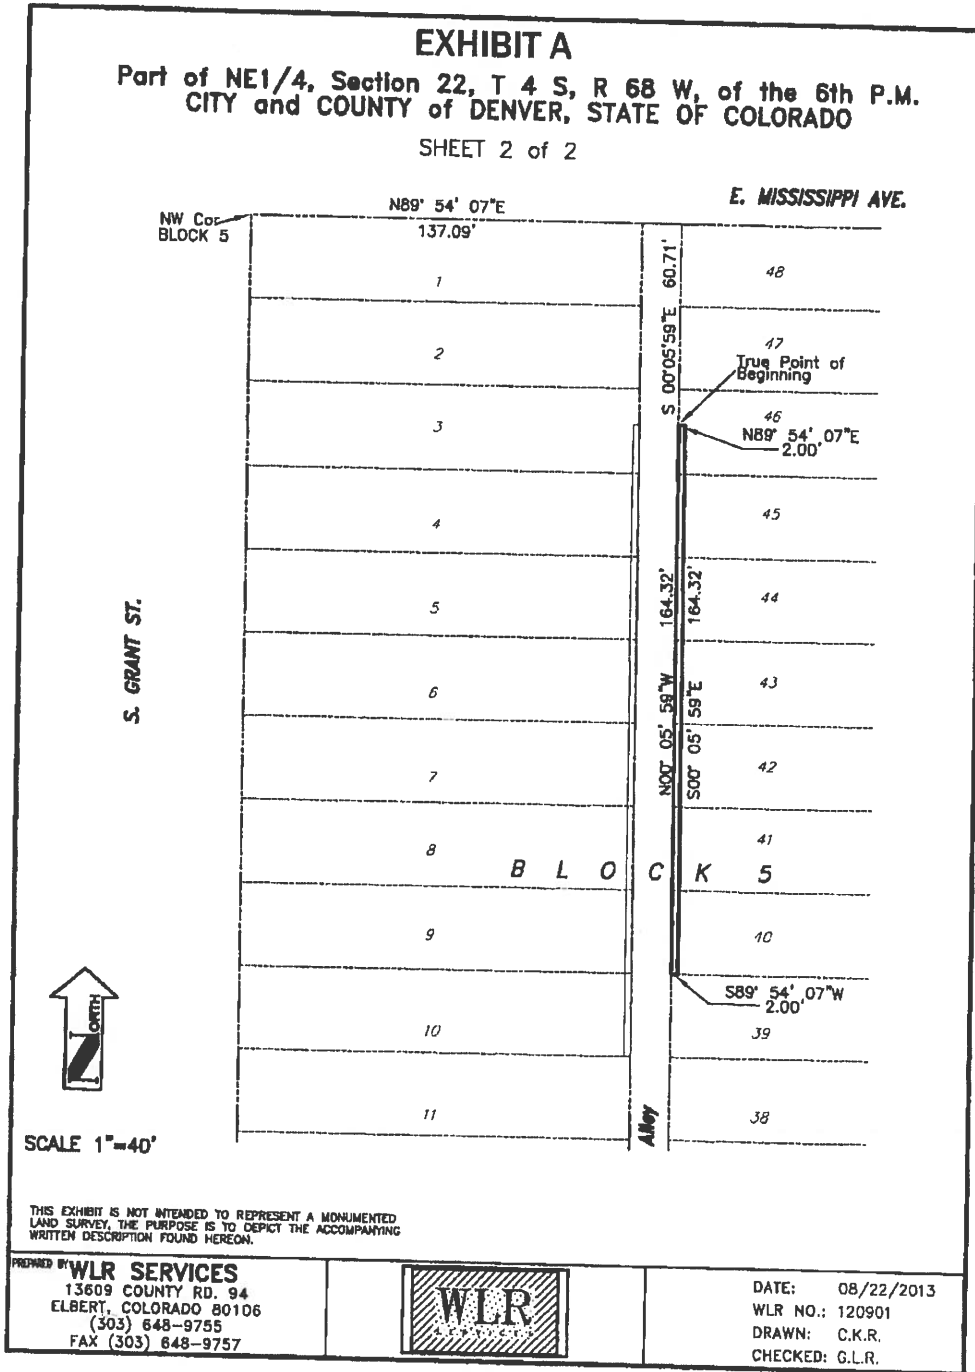 EXHIBIT A
Part of NE1/4, Section 22, T 4 S, R 68 W, of the 6th P.M.
CITY and COUNTY of DENVER, STATE OF COLORADO
SHEET 2 of 2
E. MISSISSIPPI AVE.
NW Cor
BLOCK 5
N89° 54' 07"E
137.09'
S 00°05'59"E 60.71'
1
48
2
47
True Point of
Beginning
3
46
N89° 54' 07"E
2.00'
4
45
5
44
N00° 05' 59"W 164.32'
S00° 05' 59"E 164.32'
S. GRANT ST.
6
43
7
42
8
41
B L O C K 5
9
40
S89° 54' 07"W
2.00'
10
39
11
38
Alley
NORTH
SCALE 1"=40'
THIS EXHIBIT IS NOT INTENDED TO REPRESENT A MONUMENTED
LAND SURVEY, THE PURPOSE IS TO DEPICT THE ACCOMPANYING
WRITTEN DESCRIPTION FOUND HEREON.
PREPARED BY
WLR SERVICES
13609 COUNTY RD. 94
ELBERT, COLORADO 80106
(303) 648-9755
FAX (303) 648-9757
WLR
SERVICES
DATE: 08/22/2013
WLR NO.: 120901
DRAWN: C.K.R.
CHECKED: G.L.R.